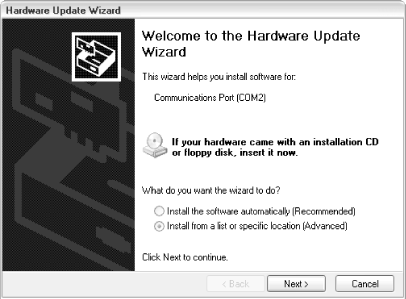 Hardware Update Wizard
Welcome to the Hardware Update
Wizard
This wizard helps you install software for:
Communications Port (COM2)
If your hardware came with an installation CD
or floppy disk, insert it now.
What do you want the wizard to do?
Install the software automatically (Recommended)
Install from a list or specific location (Advanced)
Click Next to continue.
< Back Next > Cancel